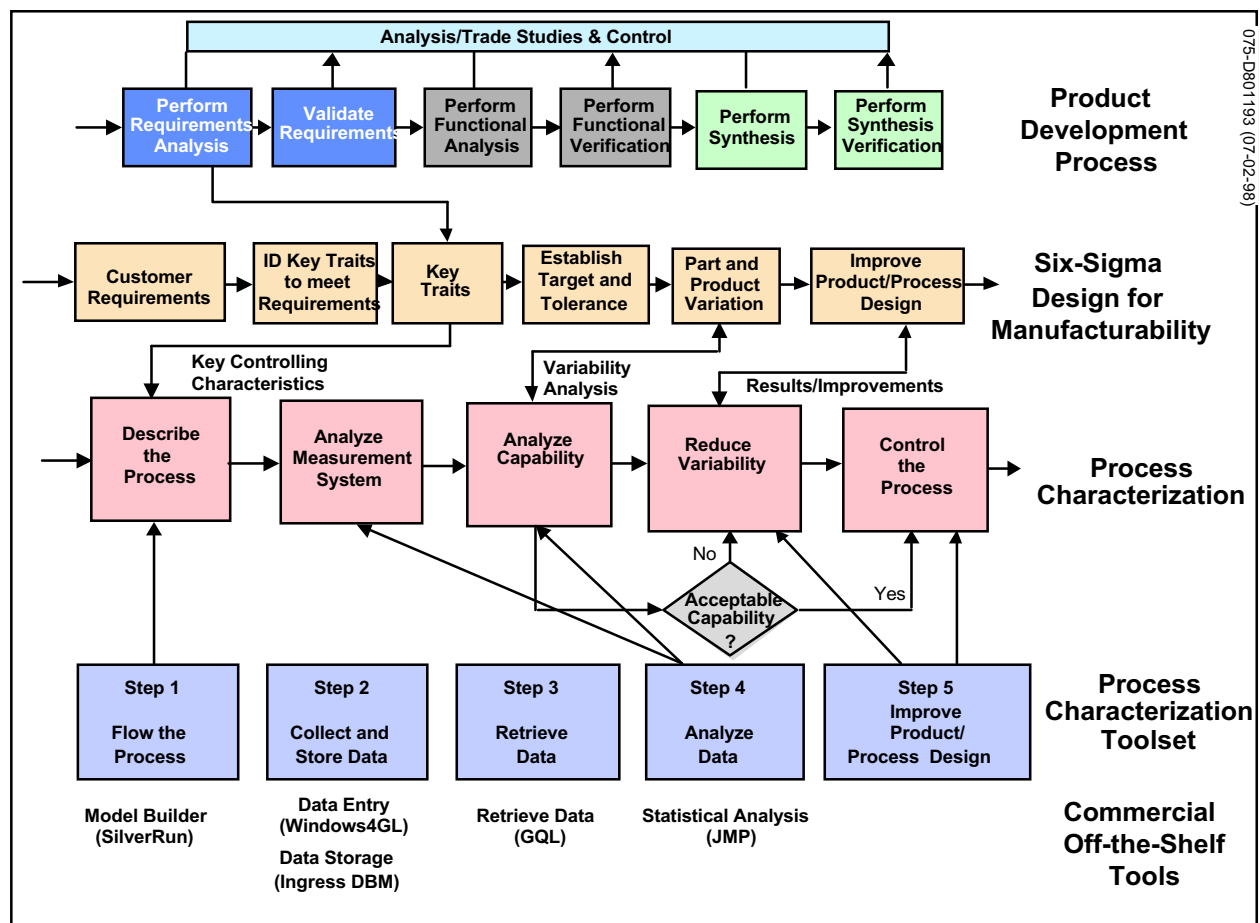 Analysis/Trade Studies & Control
075-D801193 (07-02-98)
Perform
Requirements
Analysis
Validate
Requirements
Perform
Functional
Analysis
Perform
Functional
Verification
Perform
Synthesis
Perform
Synthesis
Verification
Product
Development
Process
Customer
Requirements
ID Key Traits
to meet
Requirements
Key
Traits
Establish
Target and
Tolerance
Part and
Product
Variation
Improve
Product/Process
Design
Six-Sigma
Design for
Manufacturability
Key Controlling
Characteristics
Variability
Analysis
Results/Improvements
Describe
the
Process
Analyze
Measurement
System
Analyze
Capability
Reduce
Variability
Control
the
Process
Process
Characterization
No
Acceptable
Capability
?
Yes
Step 1
Flow the
Process
Step 2
Collect and
Store Data
Step 3
Retrieve
Data
Step 4
Analyze
Data
Step 5
Improve
Product/
Process Design
Process
Characterization
Toolset
Model Builder
(SilverRun)
Data Entry
(Windows4GL)
Data Storage
(Ingress DBM)
Retrieve Data
(GQL)
Statistical Analysis
(JMP)
Commercial
Off-the-Shelf
Tools